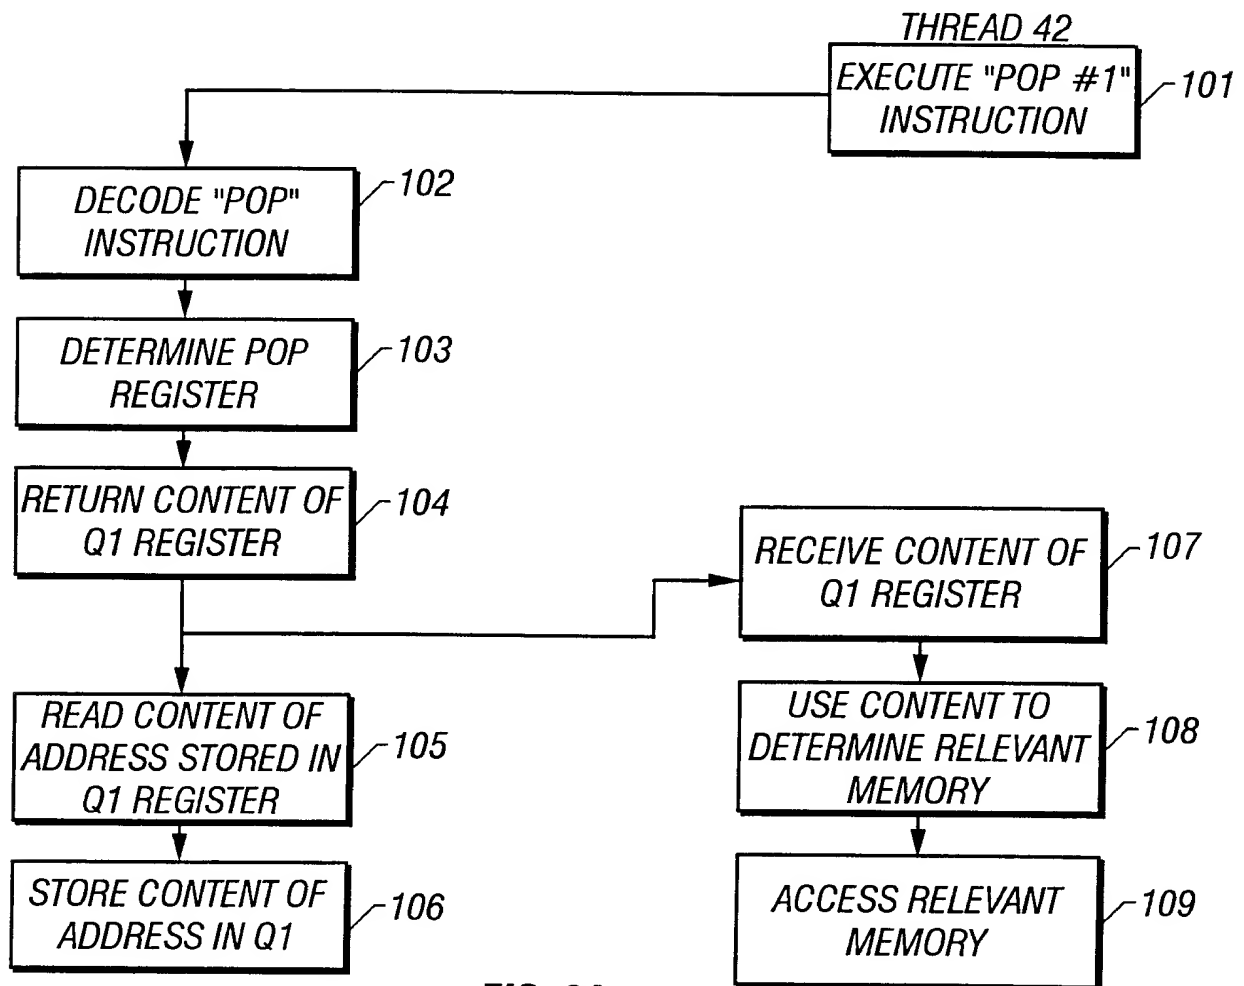 THREAD 42
EXECUTE "POP #1"
INSTRUCTION
101
DECODE "POP"
INSTRUCTION
102
DETERMINE POP
REGISTER
103
RETURN CONTENT OF
Q1 REGISTER
104
RECEIVE CONTENT OF
Q1 REGISTER
107
READ CONTENT OF
ADDRESS STORED IN
Q1 REGISTER
105
USE CONTENT TO
DETERMINE RELEVANT
MEMORY
108
STORE CONTENT OF
ADDRESS IN Q1
106
ACCESS RELEVANT
MEMORY
109